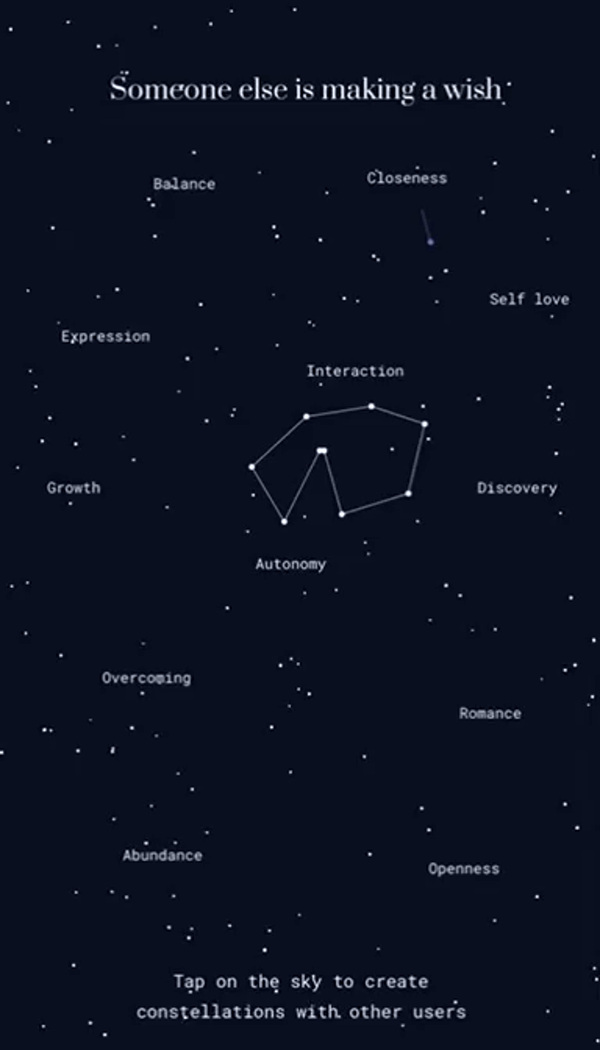 Someone else is making a wish
Balance
Closeness
Self love
Expression
Interaction
Growth
Discovery
Autonomy
Overcoming
Romance
Abundance
Openness
Tap on the sky to create
constellations with other users